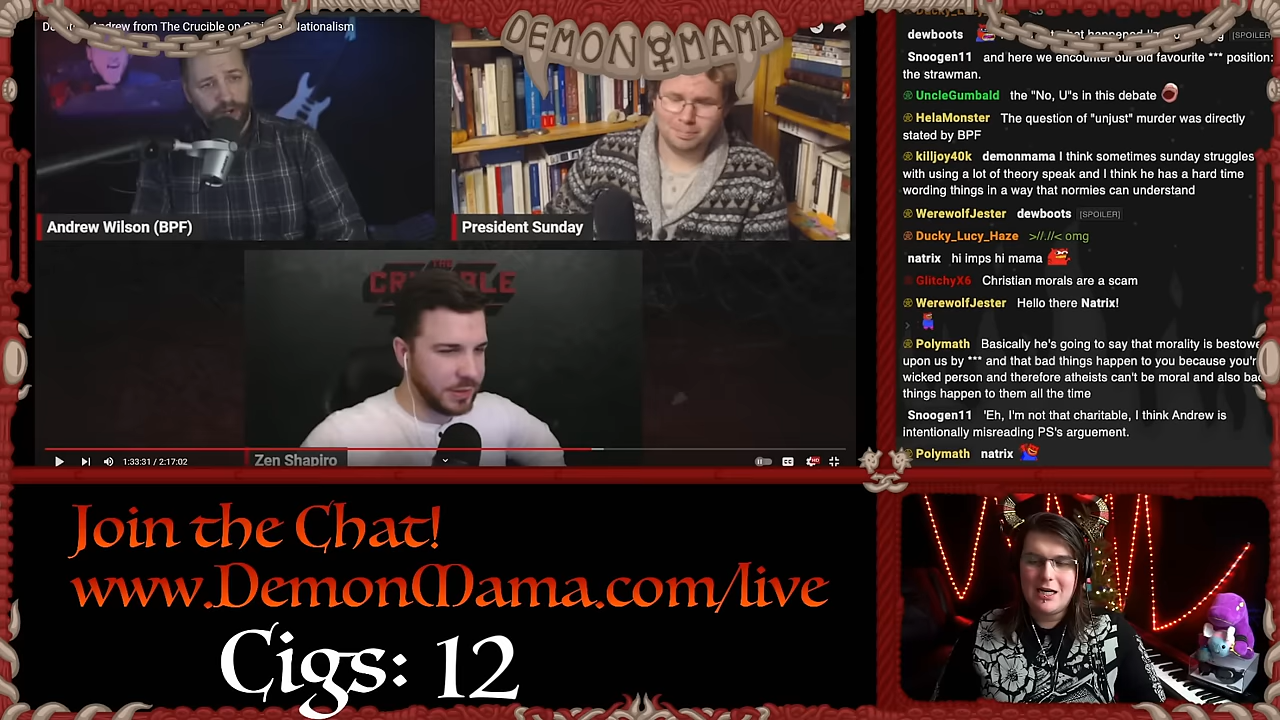 Andrew from The Crucible on
Nationalism
DEMON MAMA
Andrew Wilson (BPF)
President Sunday
THE
CRUCIBLE
Zen Shapiro
1:33:31 / 2:17:02
HD
dewboots
[SPOILER
Snoogen11 and here we encounter our old favourite *** position:
the strawman.
UncleGumbald the "No, U"s in this debate
HelaMonster The question of "unjust" murder was directly
stated by BPF
killjoy40k demonmama I think sometimes sunday struggles
with using a lot of theory speak and I think he has a hard time
wording things in a way that normies can understand
WerewolfJester dewboots [SPOILER]
Ducky_Lucy_Haze >//.//< omg
natrix hi imps hi mama
GlitchyX6 Christian morals are a scam
WerewolfJester Hello there Natrix!
Polymath Basically he's going to say that morality is bestowe
upon us by *** and that bad things happen to you because you'r
wicked person and therefore atheists can't be moral and also bad
things happen to them all the time
Snoogen11 'Eh, I'm not that charitable, I think Andrew is
intentionally misreading PS's arguement.
Polymath natrix
Join the Chat!
www.DemonMama.com/live
Cigs: 12